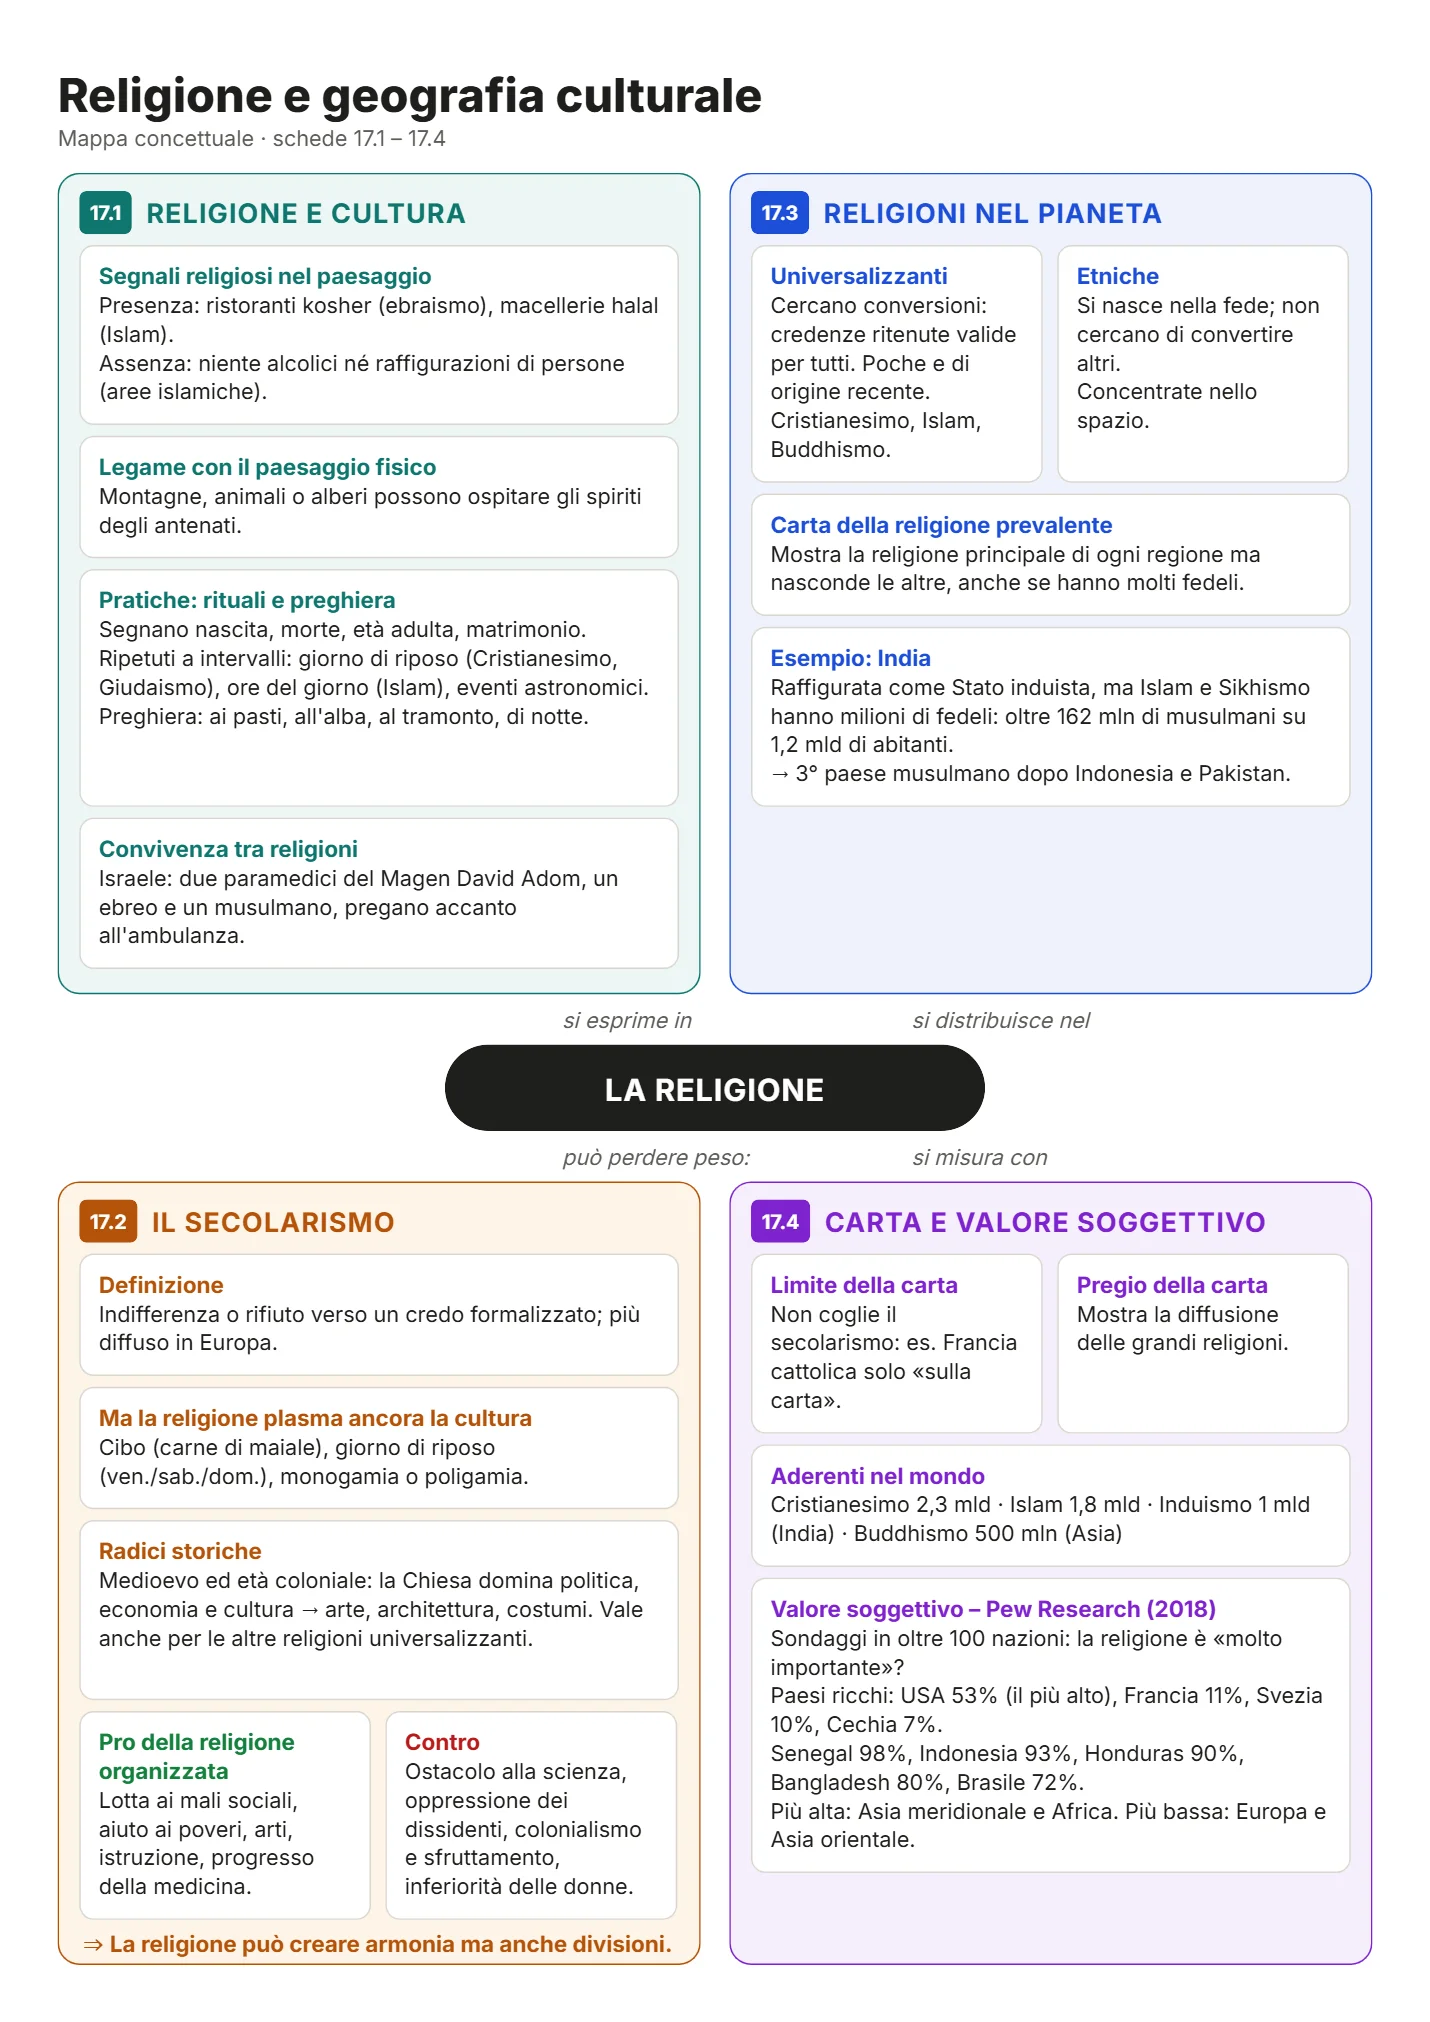 Religione e geografia culturale
Mappa concettuale · schede 17.1 – 17.4
17.1 RELIGIONE E CULTURA
Segnali religiosi nel paesaggio
Presenza: ristoranti kosher (ebraismo), macellerie halal
(Islam).
Assenza: niente alcolici né raffigurazioni di persone
(aree islamiche).
Legame con il paesaggio fisico
Montagne, animali o alberi possono ospitare gli spiriti
degli antenati.
Pratiche: rituali e preghiera
Segnano nascita, morte, età adulta, matrimonio.
Ripetuti a intervalli: giorno di riposo (Cristianesimo,
Giudaismo), ore del giorno (Islam), eventi astronomici.
Preghiera: ai pasti, all'alba, al tramonto, di notte.
Convivenza tra religioni
Israele: due paramedici del Magen David Adom, un
ebreo e un musulmano, pregano accanto
all'ambulanza.
17.3 RELIGIONI NEL PIANETA
Universalizzanti
Cercano conversioni:
credenze ritenute valide
per tutti. Poche e di
origine recente.
Cristianesimo, Islam,
Buddhismo.
Etniche
Si nasce nella fede; non
cercano di convertire
altri.
Concentrate nello
spazio.
Carta della religione prevalente
Mostra la religione principale di ogni regione ma
nasconde le altre, anche se hanno molti fedeli.
Esempio: India
Raffigurata come Stato induista, ma Islam e Sikhismo
hanno milioni di fedeli: oltre 162 mln di musulmani su
1,2 mld di abitanti.
→ 3° paese musulmano dopo Indonesia e Pakistan.
si esprime in
si distribuisce nel
LA RELIGIONE
può perdere peso:
si misura con
17.2 IL SECOLARISMO
Definizione
Indifferenza o rifiuto verso un credo formalizzato; più
diffuso in Europa.
Ma la religione plasma ancora la cultura
Cibo (carne di maiale), giorno di riposo
(ven./sab./dom.), monogamia o poligamia.
Radici storiche
Medioevo ed età coloniale: la Chiesa domina politica,
economia e cultura → arte, architettura, costumi. Vale
anche per le altre religioni universalizzanti.
Pro della religione
organizzata
Lotta ai mali sociali,
aiuto ai poveri, arti,
istruzione, progresso
della medicina.
Contro
Ostacolo alla scienza,
oppressione dei
dissidenti, colonialismo
e sfruttamento,
inferiorità delle donne.
⇒ La religione può creare armonia ma anche divisioni.
17.4 CARTA E VALORE SOGGETTIVO
Limite della carta
Non coglie il
secolarismo: es. Francia
cattolica solo «sulla
carta».
Pregio della carta
Mostra la diffusione
delle grandi religioni.
Aderenti nel mondo
Cristianesimo 2,3 mld · Islam 1,8 mld · Induismo 1 mld
(India) · Buddhismo 500 mln (Asia)
Valore soggettivo – Pew Research (2018)
Sondaggi in oltre 100 nazioni: la religione è «molto
importante»?
Paesi ricchi: USA 53% (il più alto), Francia 11%, Svezia
10%, Cechia 7%.
Senegal 98%, Indonesia 93%, Honduras 90%,
Bangladesh 80%, Brasile 72%.
Più alta: Asia meridionale e Africa. Più bassa: Europa e
Asia orientale.